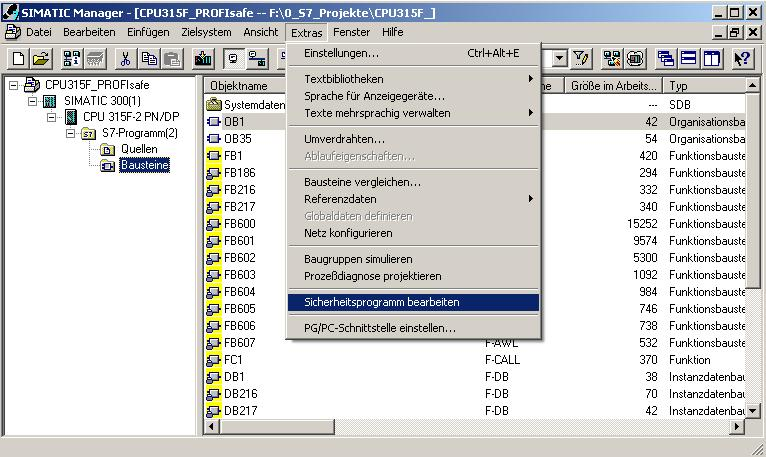 SIMATIC Manager - [CPU315F_PROFIsafe -- F:\0_S7_Projekte\CPU315F_]
Datei Bearbeiten Einfügen Zielsystem Ansicht Extras Fenster Hilfe
CPU315F_PROFIsafe
SIMATIC 300(1)
CPU 315F-2 PN/DP
S7-Programm(2)
Quellen
Bausteine
Einstellungen... Ctrl+Alt+E
Textbibliotheken
Sprache für Anzeigegeräte...
Texte mehrsprachig verwalten
Umverdrahten...
Ablaufeigenschaften...
Bausteine vergleichen...
Referenzdaten
Globaldaten definieren
Netz konfigurieren
Baugruppen simulieren
Prozeßdiagnose projektieren
Sicherheitsprogramm bearbeiten
PG/PC-Schnittstelle einstellen...
Objektname Größe im Arbeits... Typ
Systemdaten --- SDB
OB1 42 Organisationsba
OB35 54 Organisationsba
FB1 420 Funktionsbauste
FB186 294 Funktionsbauste
FB216 332 Funktionsbauste
FB217 340 Funktionsbauste
FB600 15252 Funktionsbauste
FB601 9574 Funktionsbauste
FB602 5300 Funktionsbauste
FB603 1092 Funktionsbauste
FB604 984 Funktionsbauste
FB605 746 Funktionsbauste
FB606 738 Funktionsbauste
FB607 F-AWL 532 Funktionsbauste
FC1 F-CALL 370 Funktion
DB1 F-DB 38 Instanzdatenbau
DB216 F-DB 70 Instanzdatenbau
DB217 F-DB 42 Instanzdatenbau